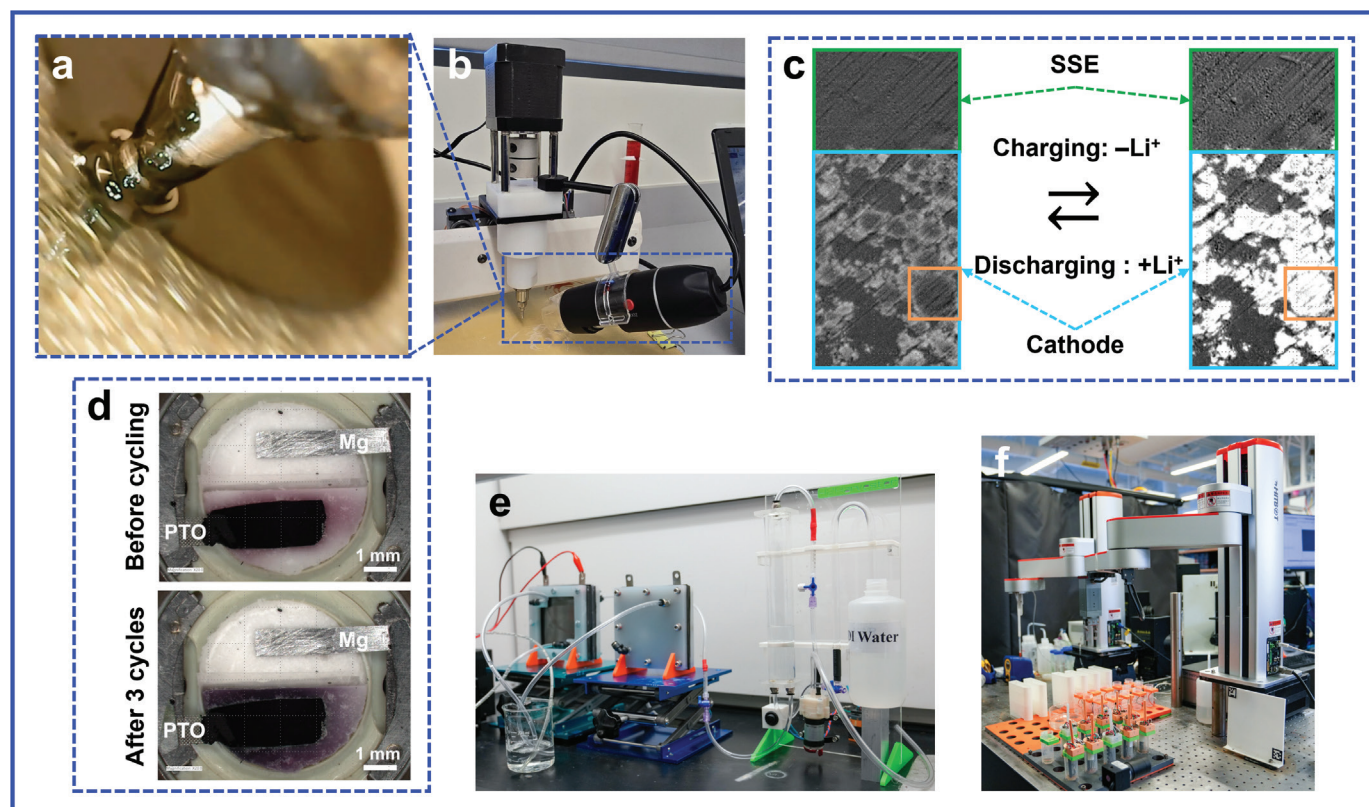 a
b
c
SSE
Charging: –Li⁺
Discharging : +Li⁺
Cathode
d
Before cycling
Mg
PTO
1 mm
After 3 cycles
Mg
PTO
1 mm
e
DI Water
f